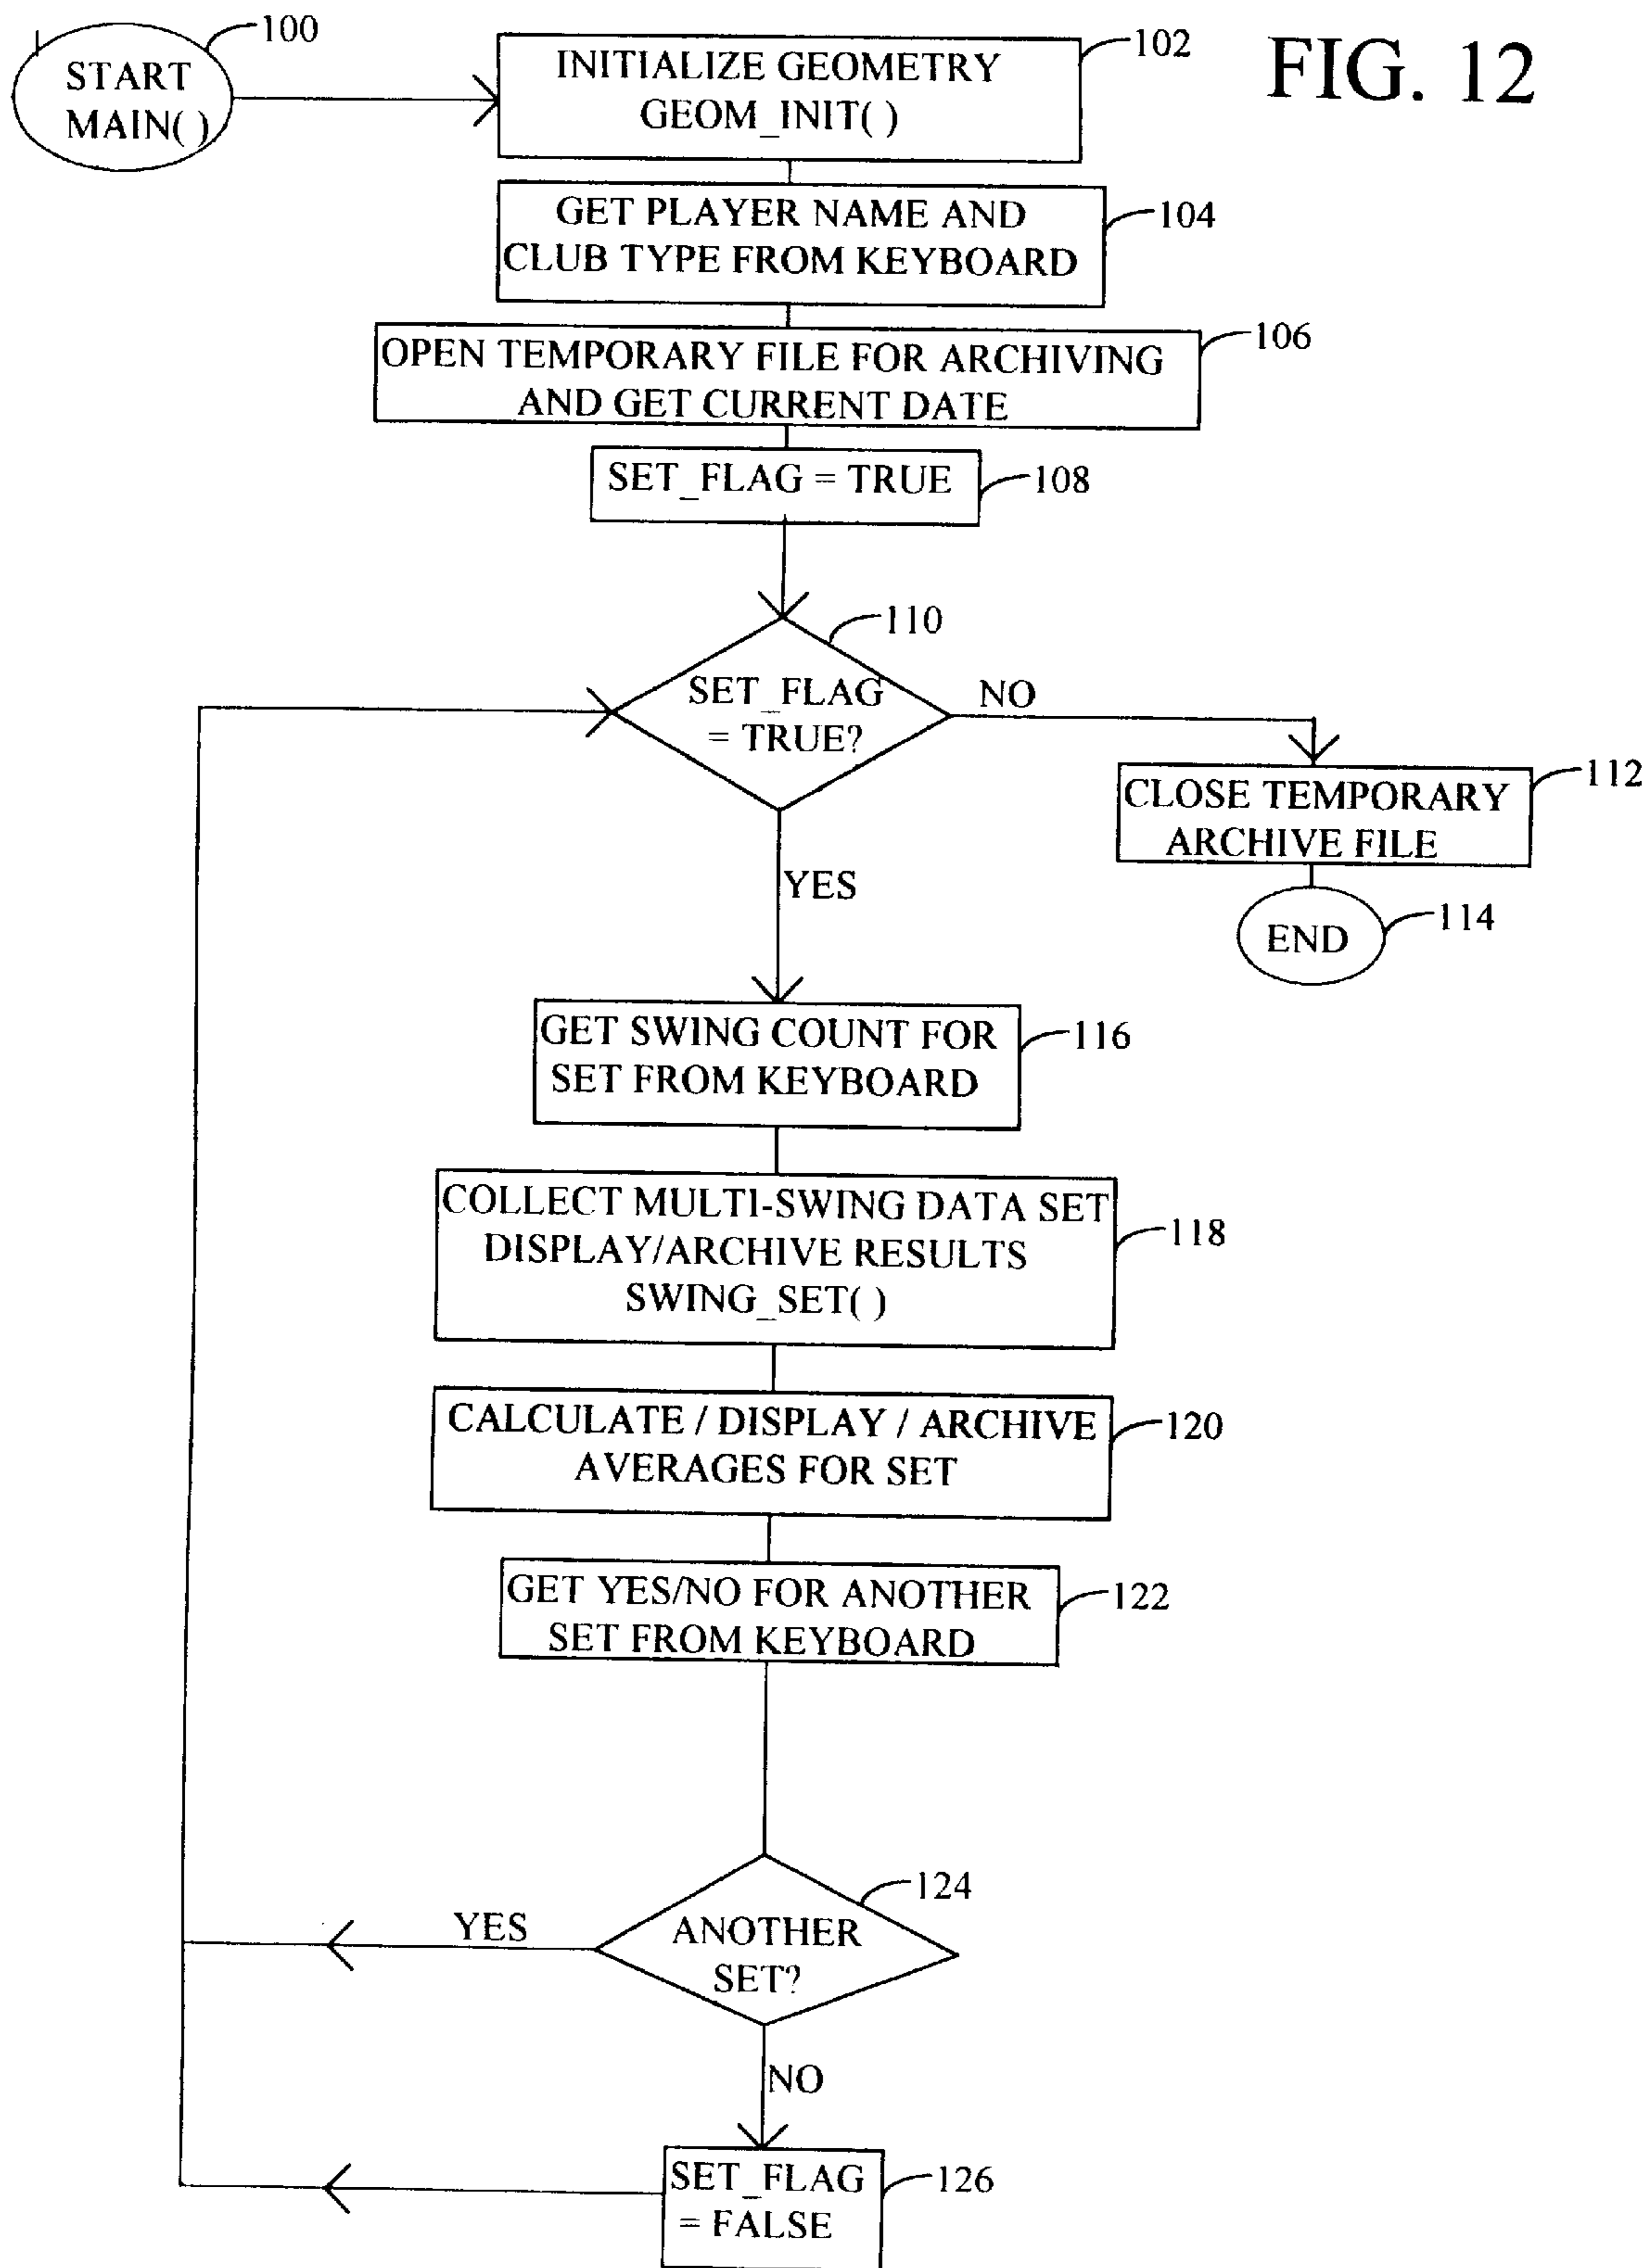 FIG. 12
100
START
MAIN( )
102
INITIALIZE GEOMETRY
GEOM_INIT( )
104
GET PLAYER NAME AND
CLUB TYPE FROM KEYBOARD
106
OPEN TEMPORARY FILE FOR ARCHIVING
AND GET CURRENT DATE
SET_FLAG = TRUE
108
110
SET_FLAG
= TRUE?
NO
112
CLOSE TEMPORARY
ARCHIVE FILE
YES
114
END
GET SWING COUNT FOR
SET FROM KEYBOARD
116
COLLECT MULTI-SWING DATA SET
DISPLAY/ARCHIVE RESULTS
SWING_SET( )
118
CALCULATE / DISPLAY / ARCHIVE
AVERAGES FOR SET
120
GET YES/NO FOR ANOTHER
SET FROM KEYBOARD
122
124
YES
ANOTHER
SET?
NO
SET_FLAG
= FALSE
126